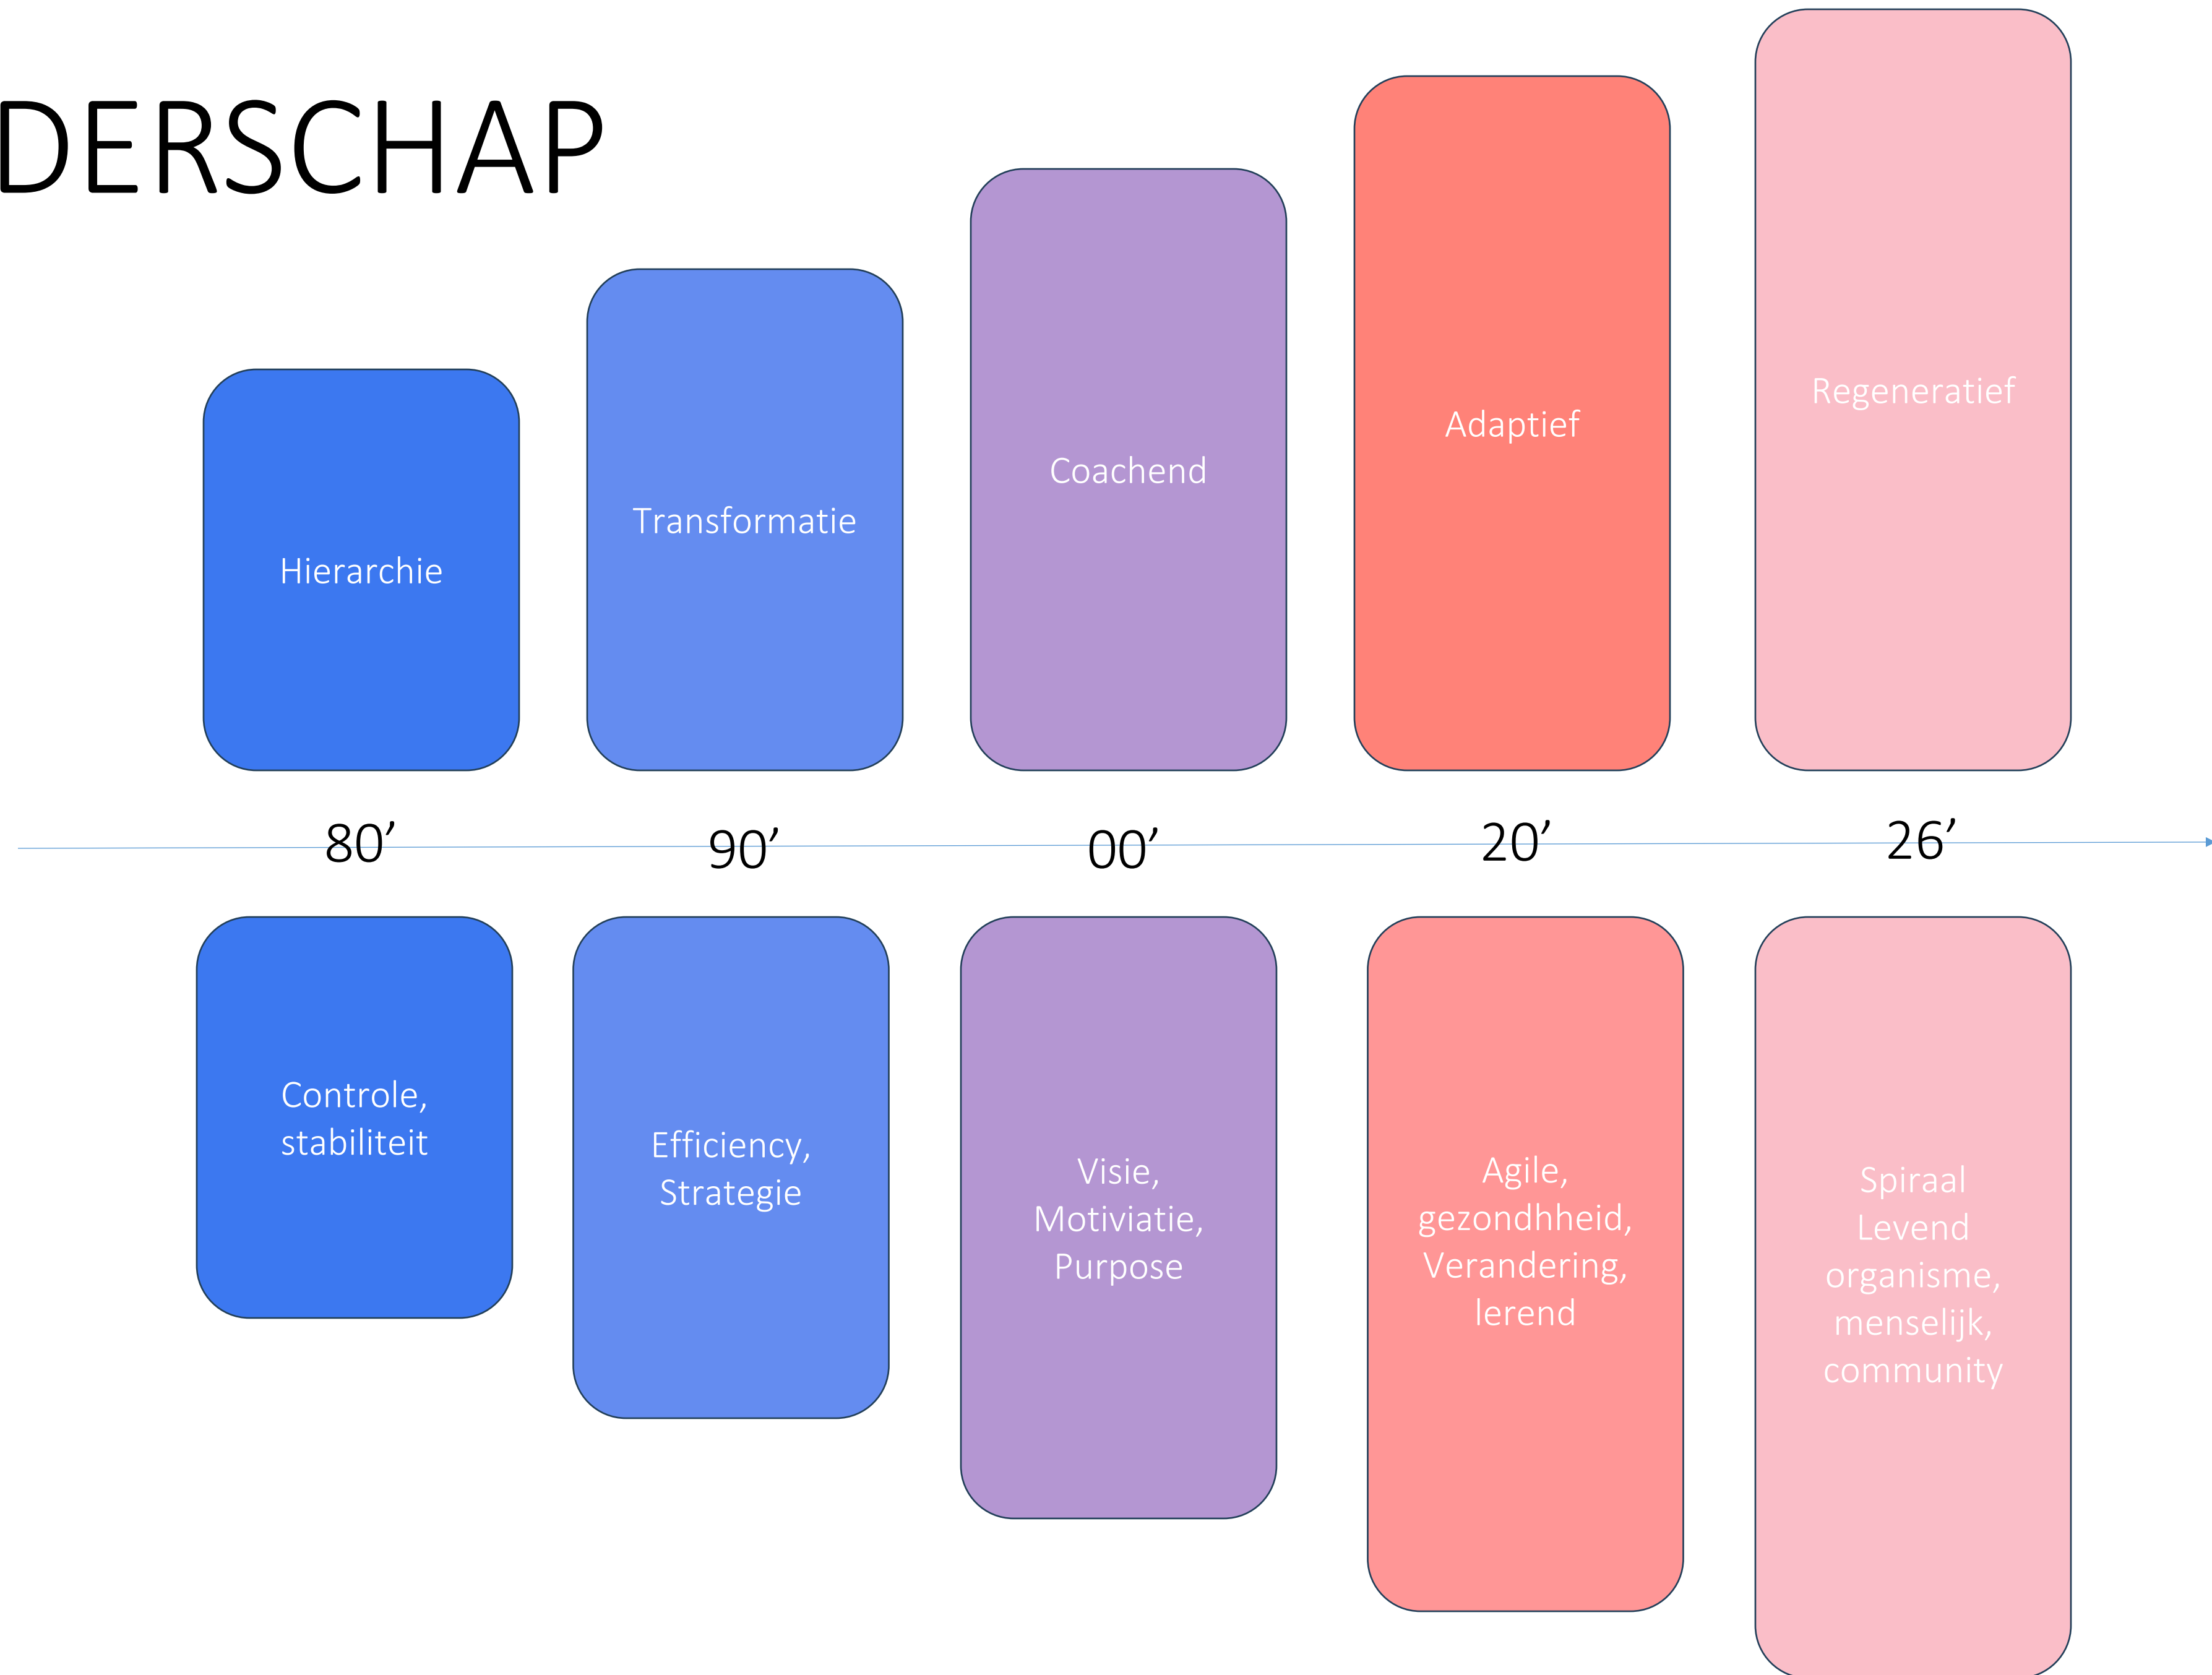 DERSCHAP
Hierarchie
Transformatie
Coachend
Adaptief
Regeneratief
80’
90’
00’
20’
26’
Controle,
stabiliteit
Efficiency,
Strategie
Visie,
Motiviatie,
Purpose
Agile,
gezondhheid,
Verandering,
lerend
Spiraal
Levend
organisme,
menselijk,
community